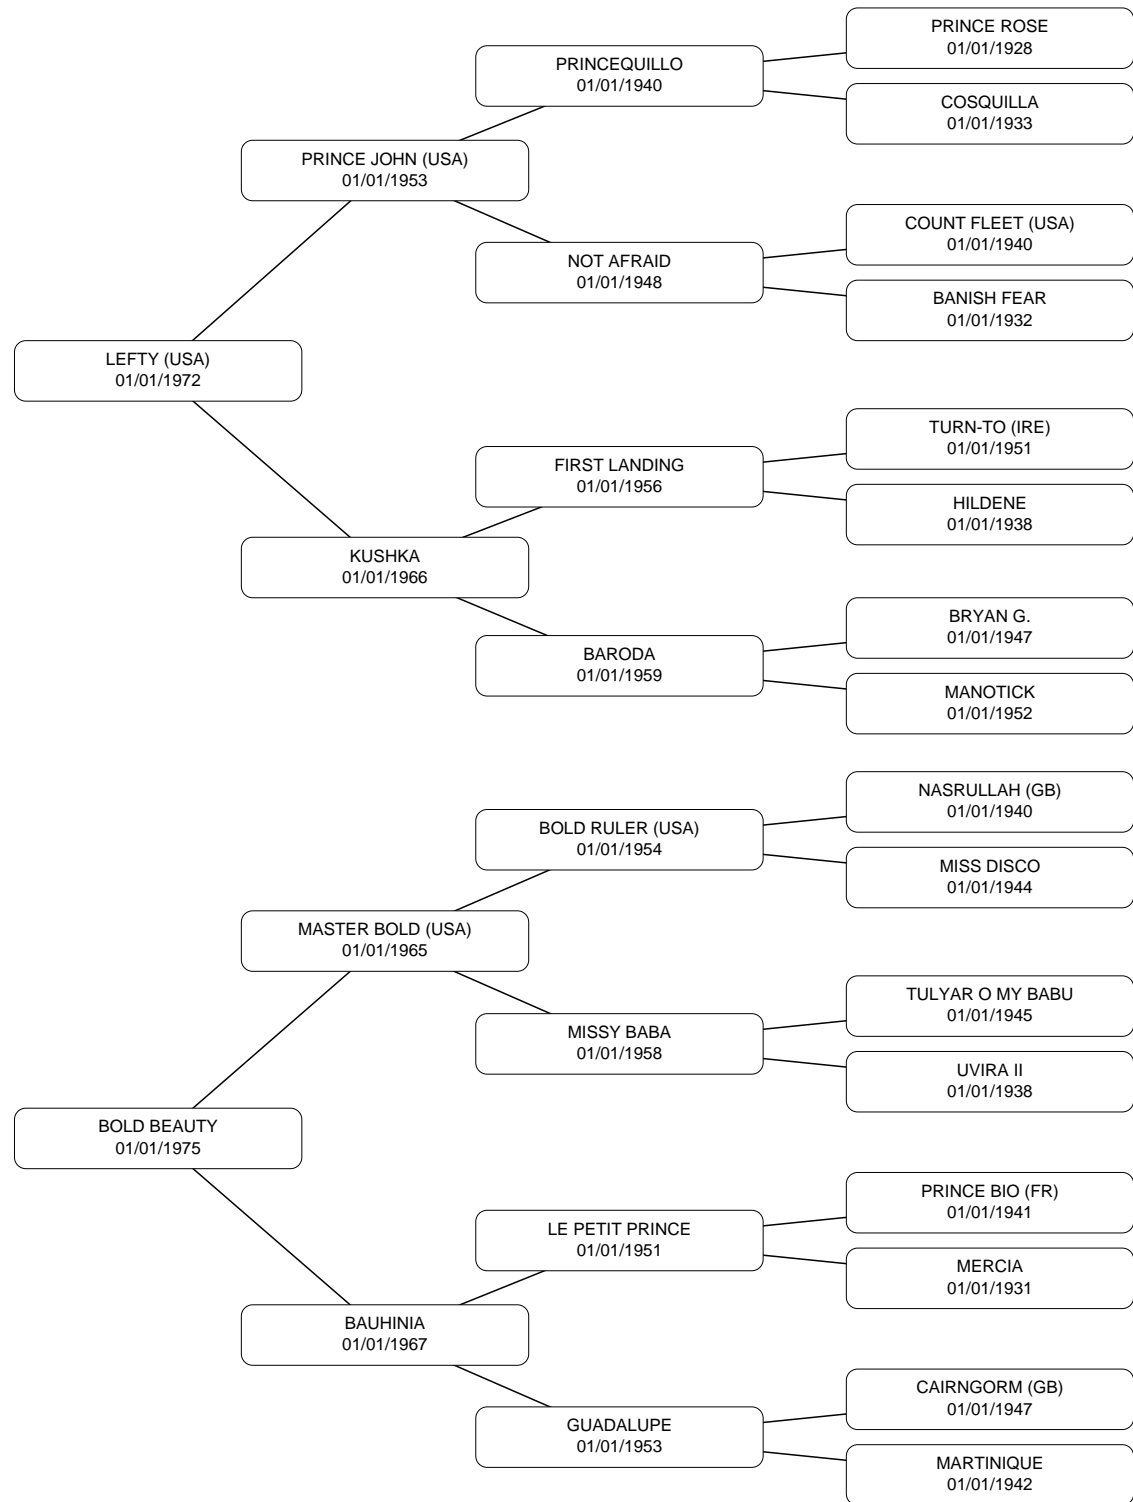 PRINCE ROSE
01/01/1928
PRINCEQUILLO
01/01/1940
COSQUILLA
01/01/1933
PRINCE JOHN (USA)
01/01/1953
COUNT FLEET (USA)
01/01/1940
NOT AFRAID
01/01/1948
BANISH FEAR
01/01/1932
LEFTY (USA)
01/01/1972
TURN-TO (IRE)
01/01/1951
FIRST LANDING
01/01/1956
HILDENE
01/01/1938
KUSHKA
01/01/1966
BRYAN G.
01/01/1947
BARODA
01/01/1959
MANOTICK
01/01/1952
NASRULLAH (GB)
01/01/1940
BOLD RULER (USA)
01/01/1954
MISS DISCO
01/01/1944
MASTER BOLD (USA)
01/01/1965
TULYAR O MY BABU
01/01/1945
MISSY BABA
01/01/1958
UVIRA II
01/01/1938
BOLD BEAUTY
01/01/1975
PRINCE BIO (FR)
01/01/1941
LE PETIT PRINCE
01/01/1951
MERCIA
01/01/1931
BAUHINIA
01/01/1967
CAIRNGORM (GB)
01/01/1947
GUADALUPE
01/01/1953
MARTINIQUE
01/01/1942